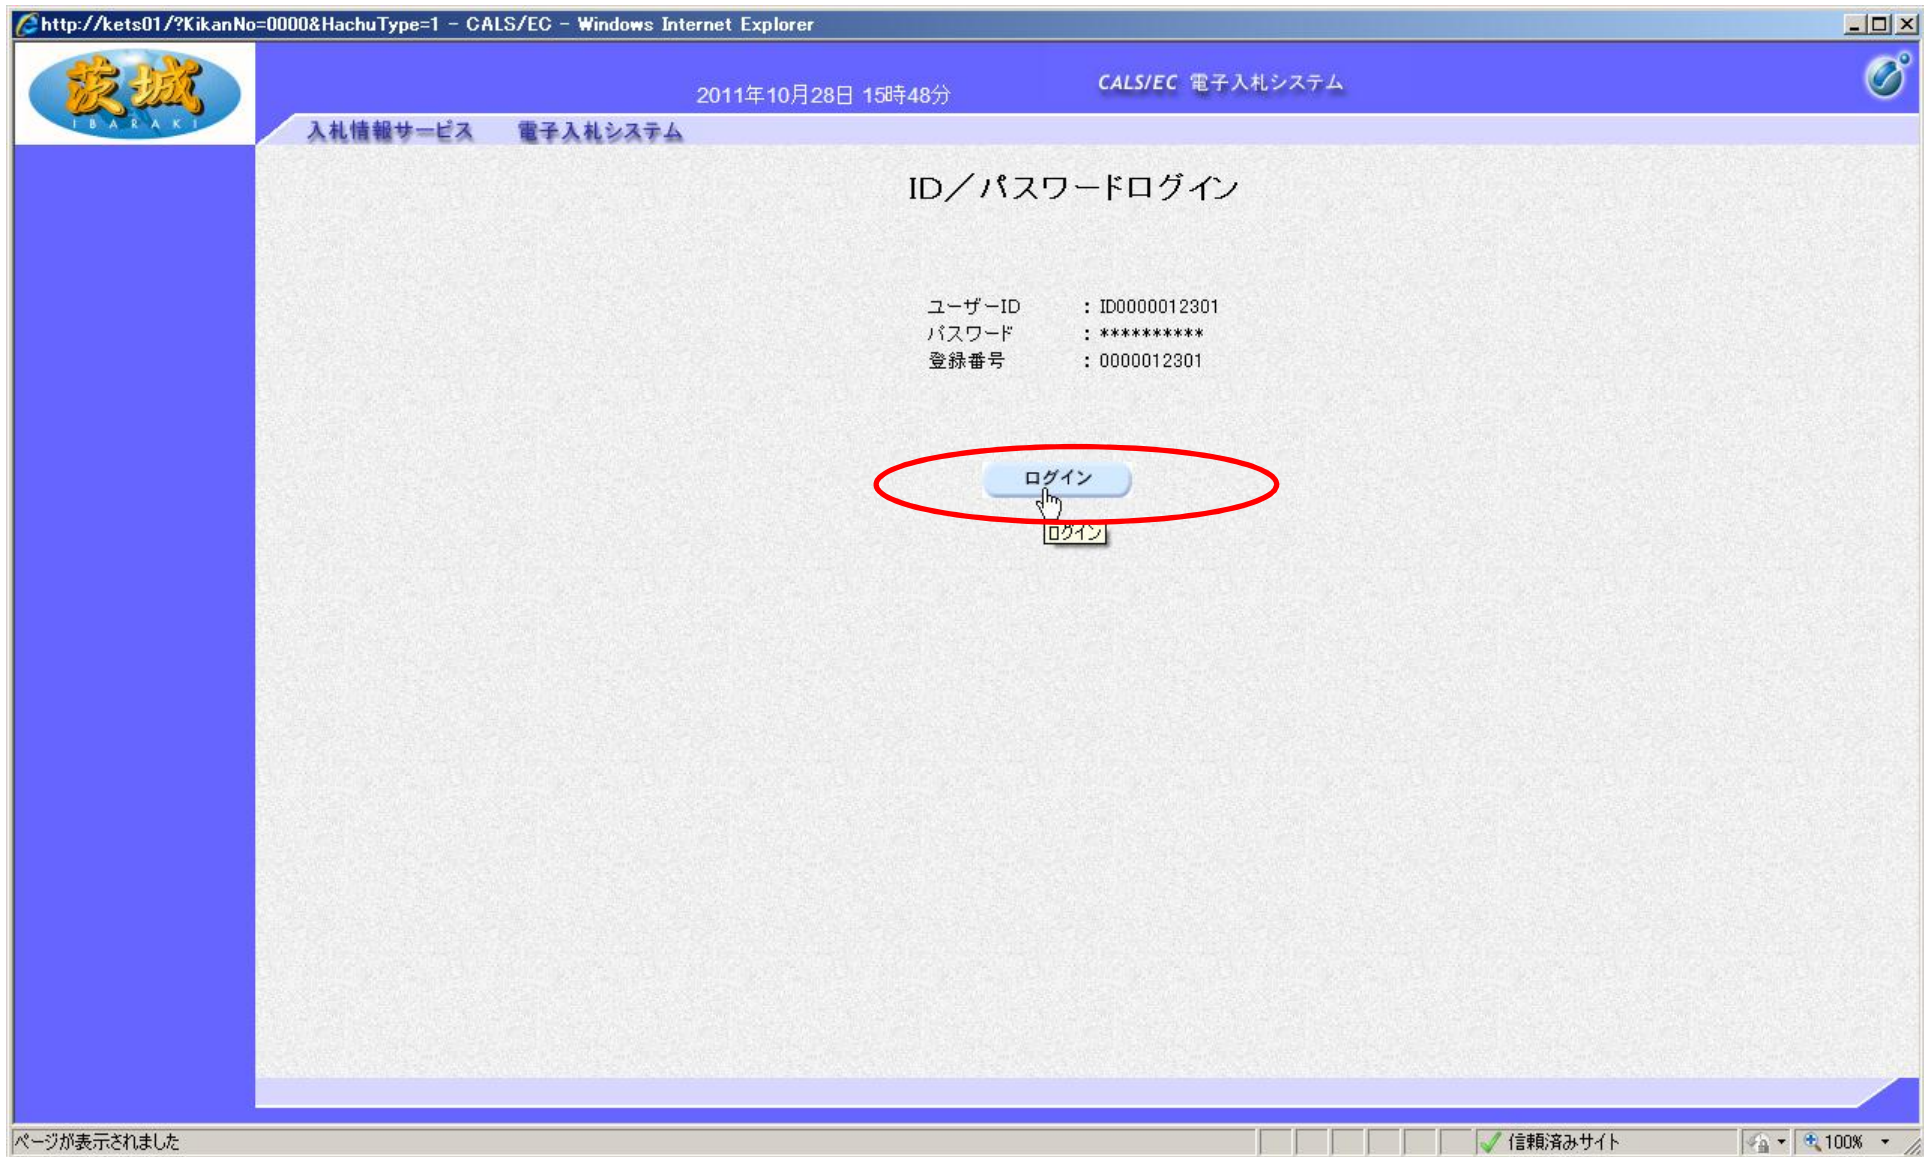 http://kets01/?KikanNo=0000&HachuType=1 - CALS/EC - Windows Internet Explorer
茨城
IBARAKI
2011年10月28日 15時48分
CALS/EC 電子入札システム
入札情報サービス 電子入札システム
ID/パスワードログイン
ユーザーID : ID0000012301
パスワード : **********
登録番号 : 0000012301
ログイン
ログイン
ページが表示されました
信頼済みサイト
100%